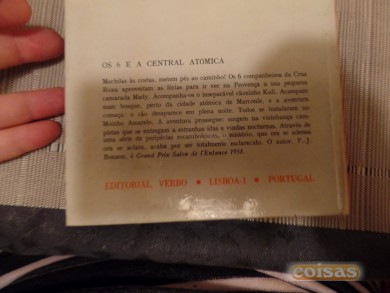 OS 6 E A CENTRAL ATÓMICA
Mochilas às costas, metem pés ao caminho! Os 6 companheiros da Cruz
Rossa aproveitam as férias para ir ver na Provença a sua pequena
camarada Mady. Acompanha-os o inseparável cãozinho Kafi. Acampam
num bosque, perto da cidade atómica de Marcoule, e a aventura
começa: o cão desaparece em plena noite. Todos se instalaram no
Moinho Amarelo. A aventura prossegue: surgem na vizinhança cam-
pistas que se entregam a estranhas idas e vindas nocturnas. Através de
uma série de peripécias rocambolescas, o mistério, que ora se adensa
ora se aclara, acaba por ser totalmente esclarecido. O autor, P.-J.
Bonzon, é Grand Prix Salon de l'Enfance 1958.
EDITORIAL VERBO • LISBOA-1 • PORTUGAL
coisas